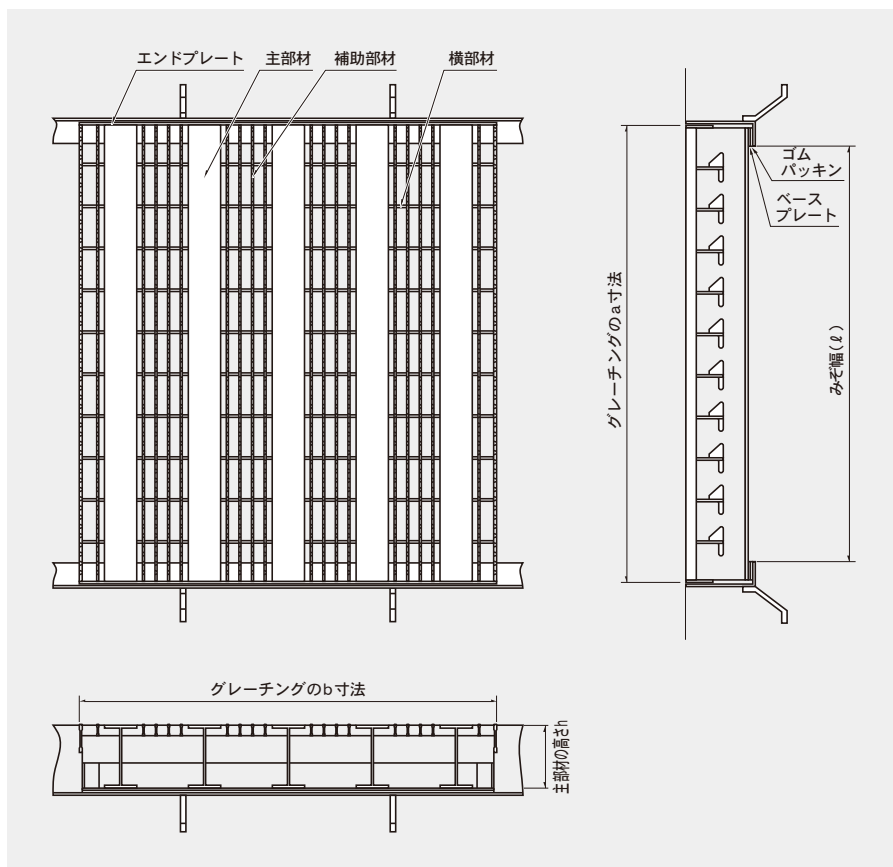 エンドプレート
主部材
補助部材
横部材
ゴム
パッキン
ベース
プレート
グレーチングのa寸法
みぞ幅(ℓ)
グレーチングのb寸法
主部材の高さh